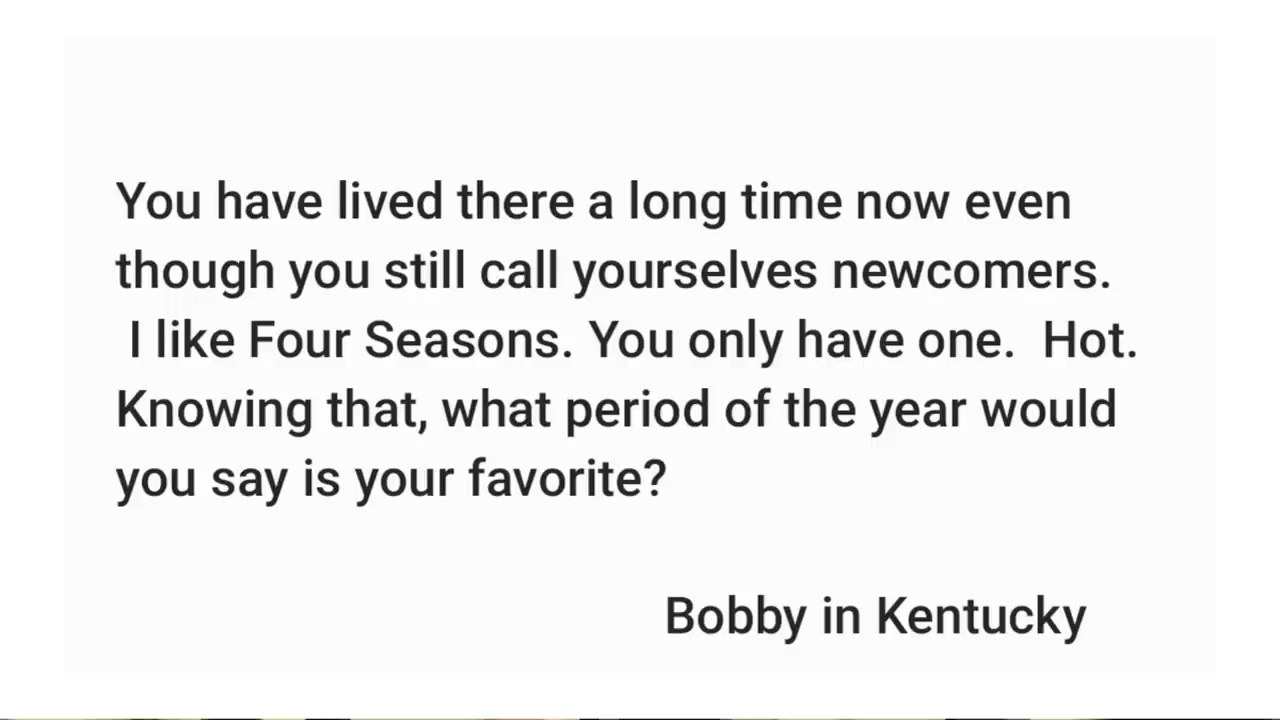 You have lived there a long time now even
though you still call yourselves newcomers.
I like Four Seasons. You only have one.  Hot.
Knowing that, what period of the year would
you say is your favorite?
Bobby in Kentucky